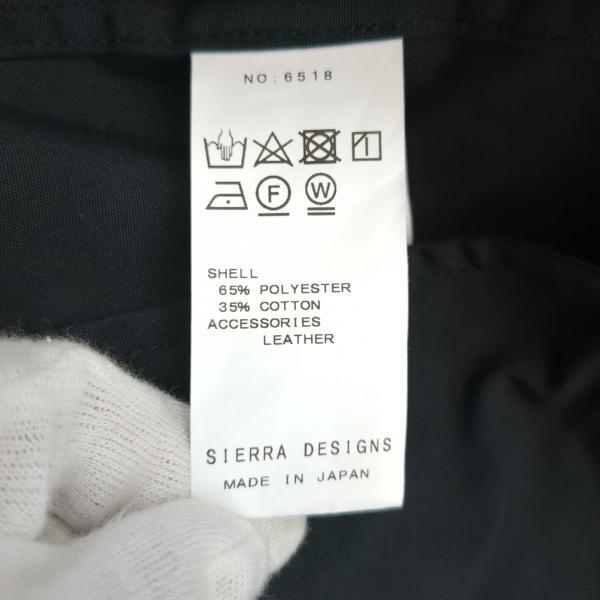 NO:6518
F W
SHELL
65% POLYESTER
35% COTTON
ACCESSORIES
LEATHER
SIERRA DESIGNS
MADE IN JAPAN